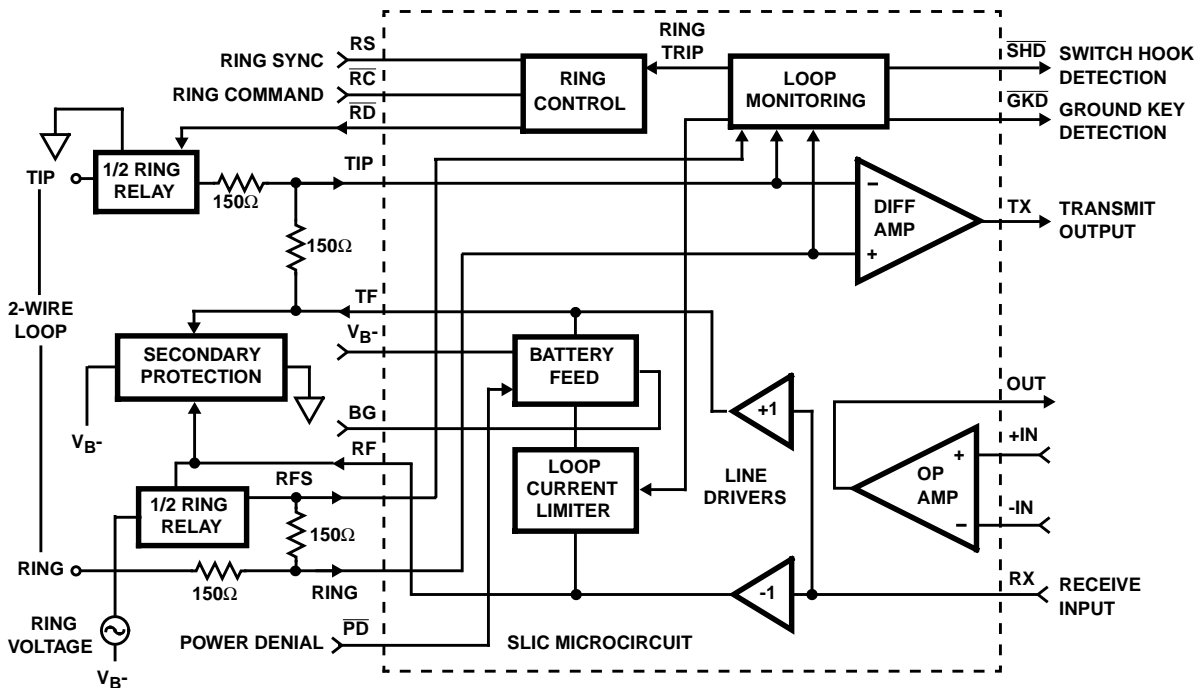 RING SYNC
RS
RING
TRIP
SHD
SWITCH HOOK
DETECTION
RING COMMAND
RC
RING
CONTROL
LOOP
MONITORING
RD
GKD
GROUND KEY
DETECTION
TIP
1/2 RING
RELAY
150Ω
TIP
−
DIFF
AMP
+
TX
TRANSMIT
OUTPUT
150Ω
2-WIRE
LOOP
TF
VB-
SECONDARY
PROTECTION
BATTERY
FEED
+1
OUT
VB-
BG
RF
+IN
+
OP
AMP
−
-IN
LOOP
CURRENT
LIMITER
LINE
DRIVERS
1/2 RING
RELAY
RFS
150Ω
RING
150Ω
RING
-1
RX
RECEIVE
INPUT
RING
VOLTAGE
VB-
POWER DENIAL
PD
SLIC MICROCIRCUIT